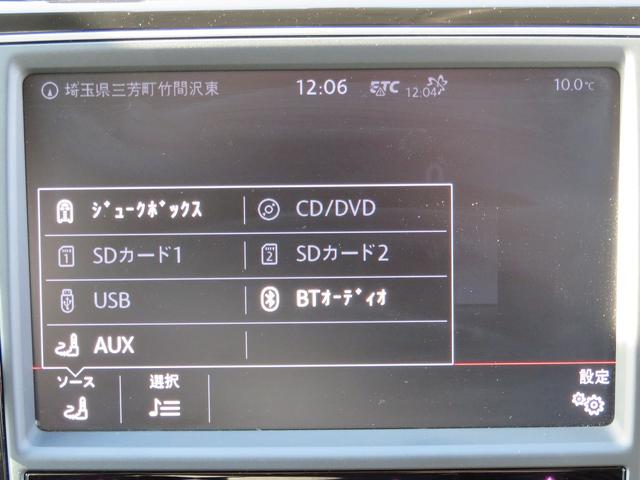 埼玉県三芳町竹間沢東 12:06 ETC 12:04 10.0℃
ｼﾞｭｰｸﾎﾞｯｸｽ CD/DVD
1 SDカード1 2 SDカード2
USB BTｵｰﾃﾞｨｵ
AUX
ソース 選択 設定